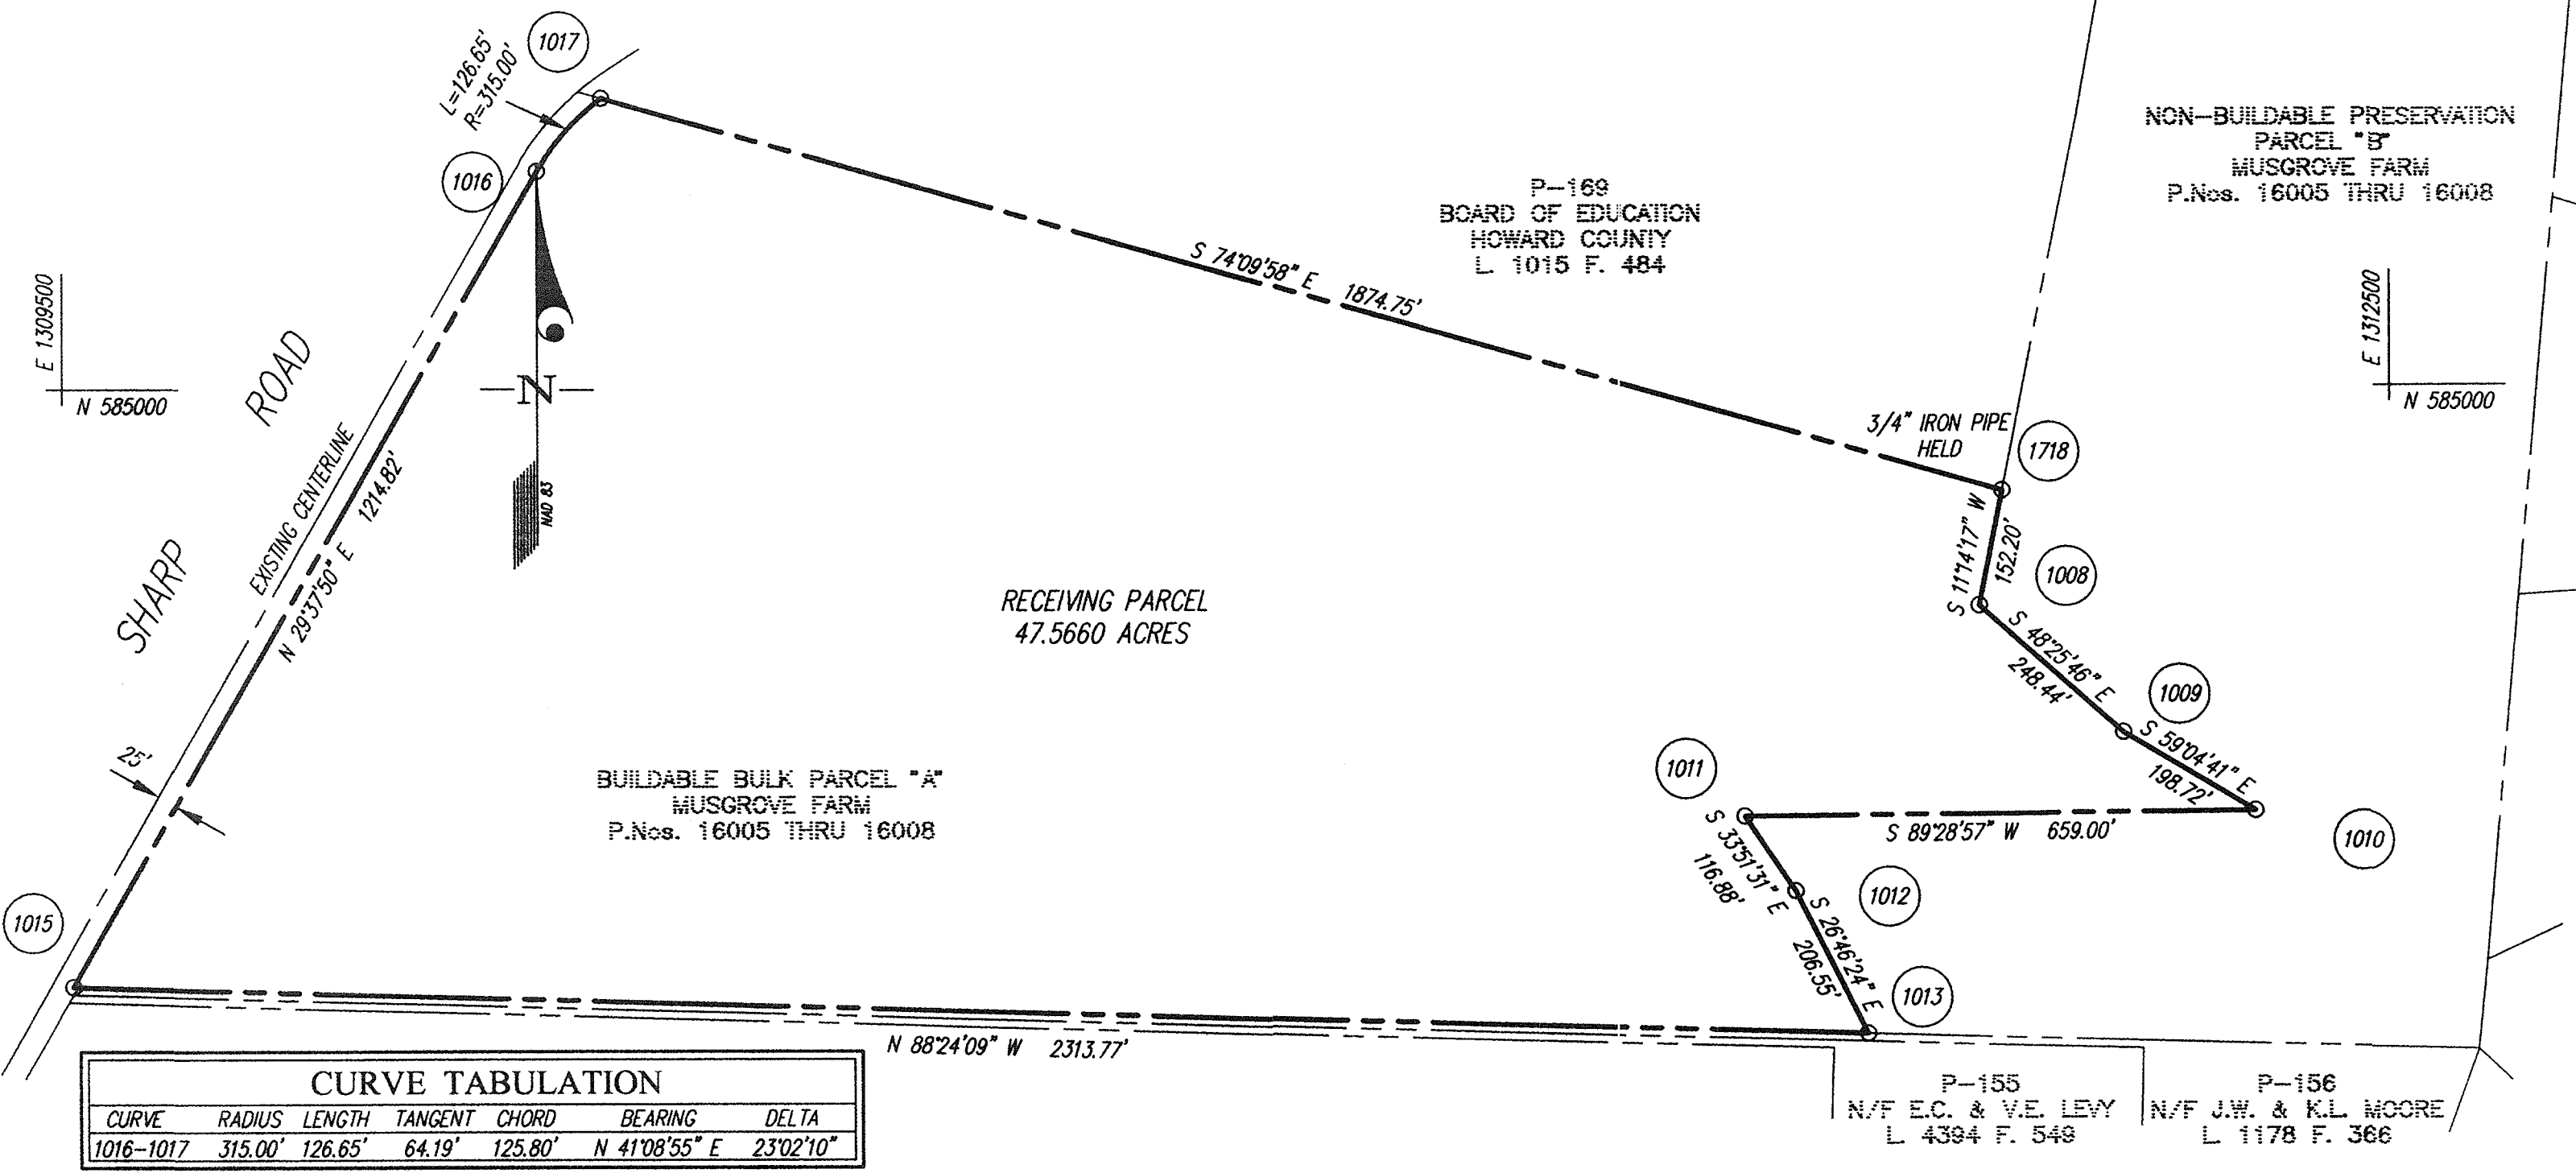 1017
L=126.65'
R=315.00'
1016
NON-BUILDABLE PRESERVATION
PARCEL "B"
MUSGROVE FARM
P.Nos. 16005 THRU 16008
P-169
BOARD OF EDUCATION
HOWARD COUNTY
L. 1015 F. 484
S 74°09'58" E 1874.75'
E 1309500
N 585000
E 1312500
N 585000
SHARP ROAD
EXISTING CENTERLINE
N 29°37'50" E 1214.82'
N
NAD 83
3/4" IRON PIPE
HELD
1718
S 11°14'17" W
152.20'
1008
S 48°25'46" E
248.44'
1009
S 59°04'41" E
198.72'
RECEIVING PARCEL
47.5660 ACRES
25'
BUILDABLE BULK PARCEL "A"
MUSGROVE FARM
P.Nos. 16005 THRU 16008
1011
S 89°28'57" W 659.00'
1010
S 33°51'31" E
116.88'
1012
S 26°46'24" E
206.55'
1013
1015
N 88°24'09" W 2313.77'
CURVE TABULATION
CURVE RADIUS LENGTH TANGENT CHORD BEARING DELTA
1016-1017 315.00' 126.65' 64.19' 125.80' N 41°08'55" E 23°02'10"
P-155
N/F E.C. & V.E. LEVY
L. 4394 F. 549
P-156
N/F J.W. & K.L. MOORE
L. 1178 F. 366